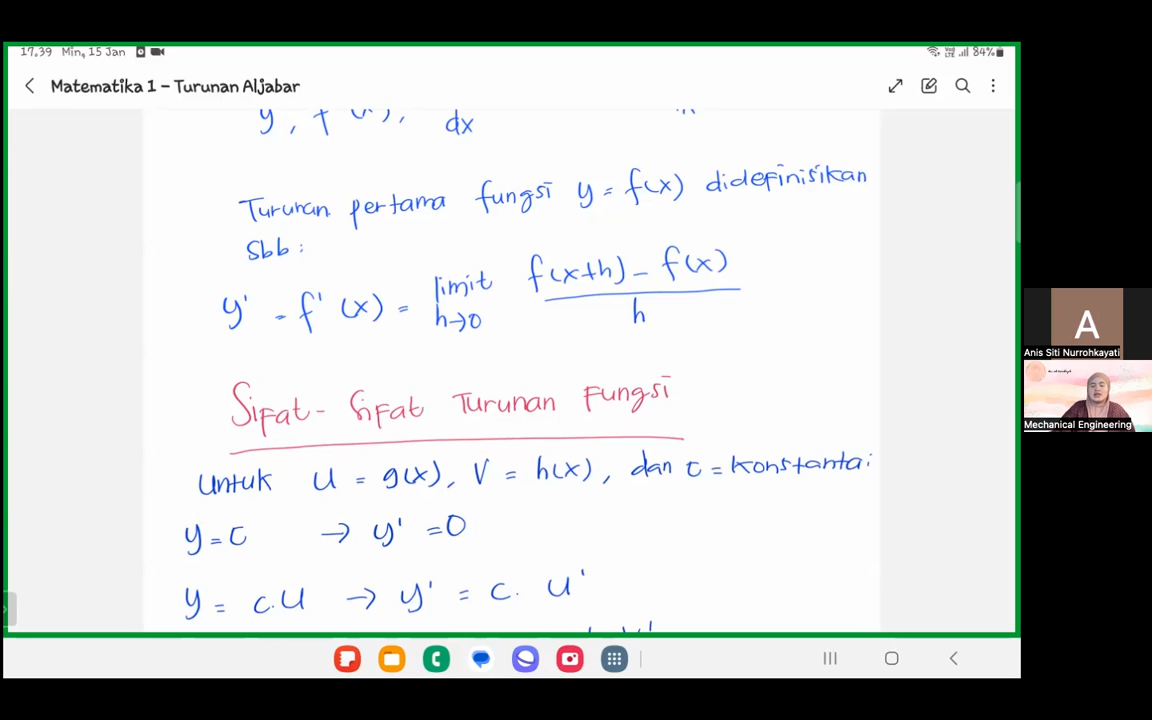 17.39 Min, 15 Jan
84%
Matematika 1 – Turunan Aljabar
dx
Turunan pertama fungsi y = f(x) didefinisikan
sbb:
y' = f'(x) = limit h→0 f(x+h) - f(x) / h
Sifat-Sifat Turunan Fungsi
Untuk U = g(x), V = h(x), dan c = konstanta:
y = c → y' = 0
y = c.U → y' = c. U'
A
Anis Siti Nurrohkayati
Mechanical Engineering